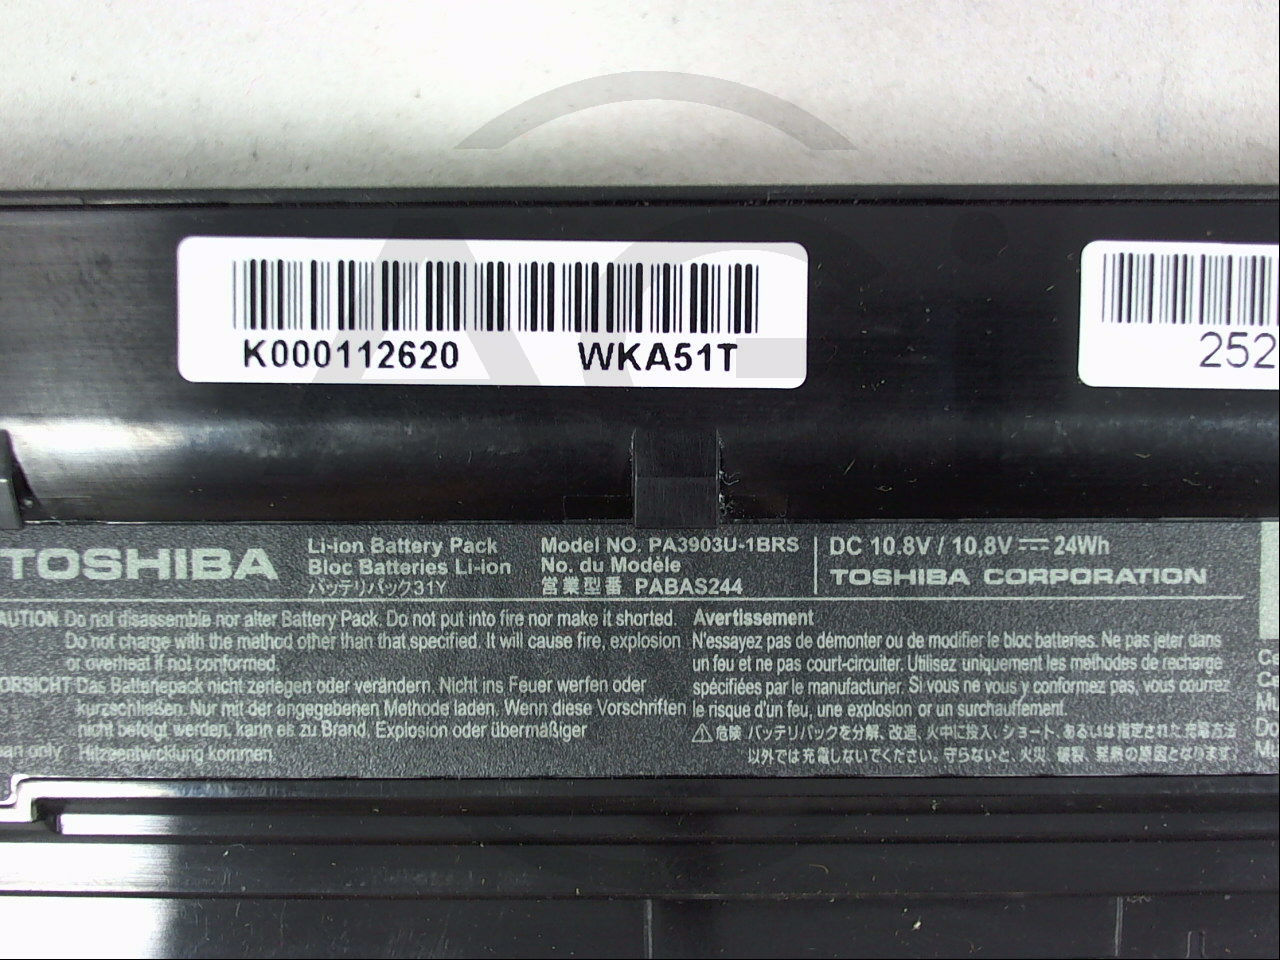 K000112620 WKA51T
252
TOSHIBA
Li-ion Battery Pack
Bloc Batteries Li-ion
バッテリパック31Y
Model NO. PA3903U-1BRS
No. du Modèle
営業型番 PABAS244
DC 10.8V / 10,8V⎓24Wh
TOSHIBA CORPORATION
AUTION Do not disassemble nor alter Battery Pack. Do not put into fire nor make it shorted.
Do not charge with the method other than that specified. It will cause fire, explosion
or overheat if not conformed.
ORSICHT Das Batteriepack nicht zerlegen oder verändern. Nicht ins Feuer werfen oder
kurzschließen. Nur mit der angegebenen Methode laden. Wenn diese Vorschriften
nicht befolgt werden, kann es zu Brand, Explosion oder übermäßiger
Hitzeentwicklung kommen.
an only
Avertissement
N'essayez pas de démonter ou de modifier le bloc batteries. Ne pas jeter dans
un feu et ne pas court-circuiter. Utilisez uniquement les méthodes de recharge
spécifiées par le manufacturier. Si vous ne vous y conformez pas, vous courrez
le risque d'un feu, une explosion or un surchauffement
⚠危険 バッテリパックを分解、改造、火中に投入、ショート、あるいは指定された充電方法
以外では充電しないでください。守らないと、火災、破裂、発熱の原因となります。